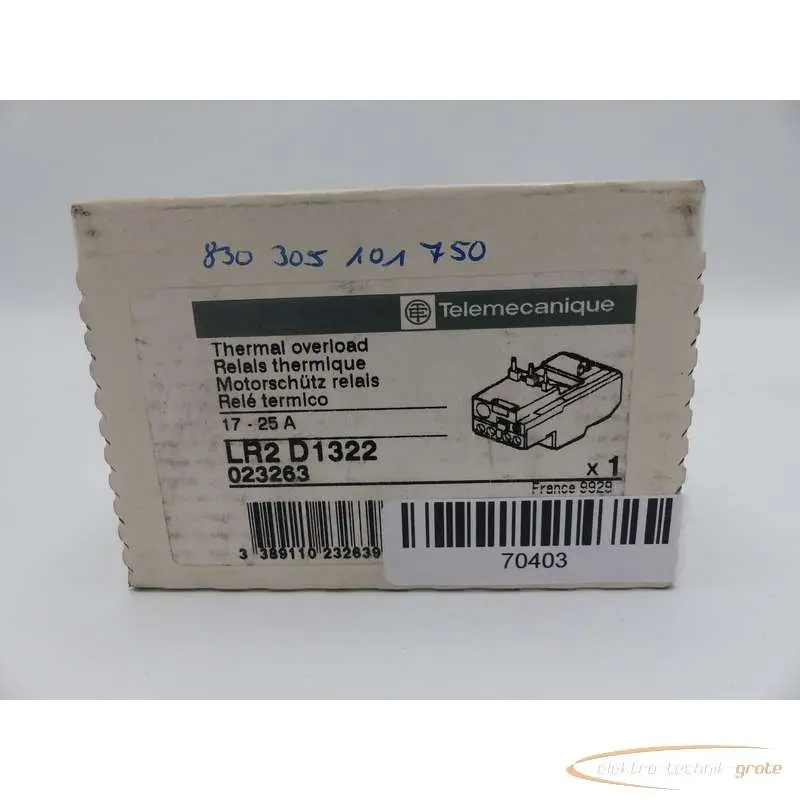 830 305 101 750
Telemecanique
Thermal overload
Relais thermique
Motorschütz relais
Relé termico
17 - 25 A
LR2 D1322
023263
x 1
France 9929
3 389110 232639
70403
elektro-technik-grote